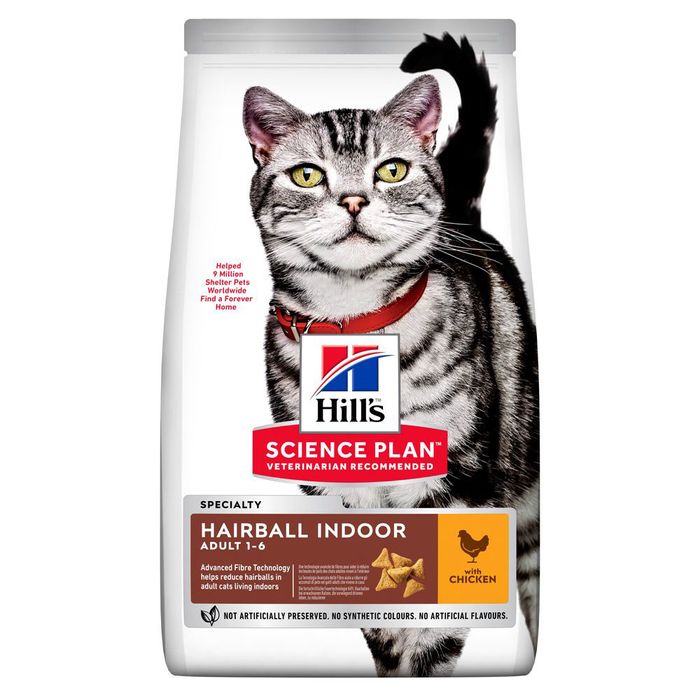 Helped
9 Million
Shelter Pets
Worldwide
Find a Forever
Home
Hill's™
SCIENCE PLAN™
VETERINARIAN RECOMMENDED
SPECIALTY
HAIRBALL INDOOR
ADULT 1-6
Advanced Fibre Technology
helps reduce hairballs in
adult cats living indoors
with
CHICKEN
NOT ARTIFICIALLY PRESERVED. NO SYNTHETIC COLOURS. NO ARTIFICIAL FLAVOURS.